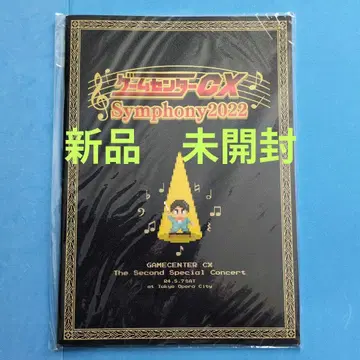 ゲームセンターCX
Symphony2022
新品 未開封
GAMECENTER CX
The Second Special Concert
R4.5.7SAT
at Tokyo Opera City